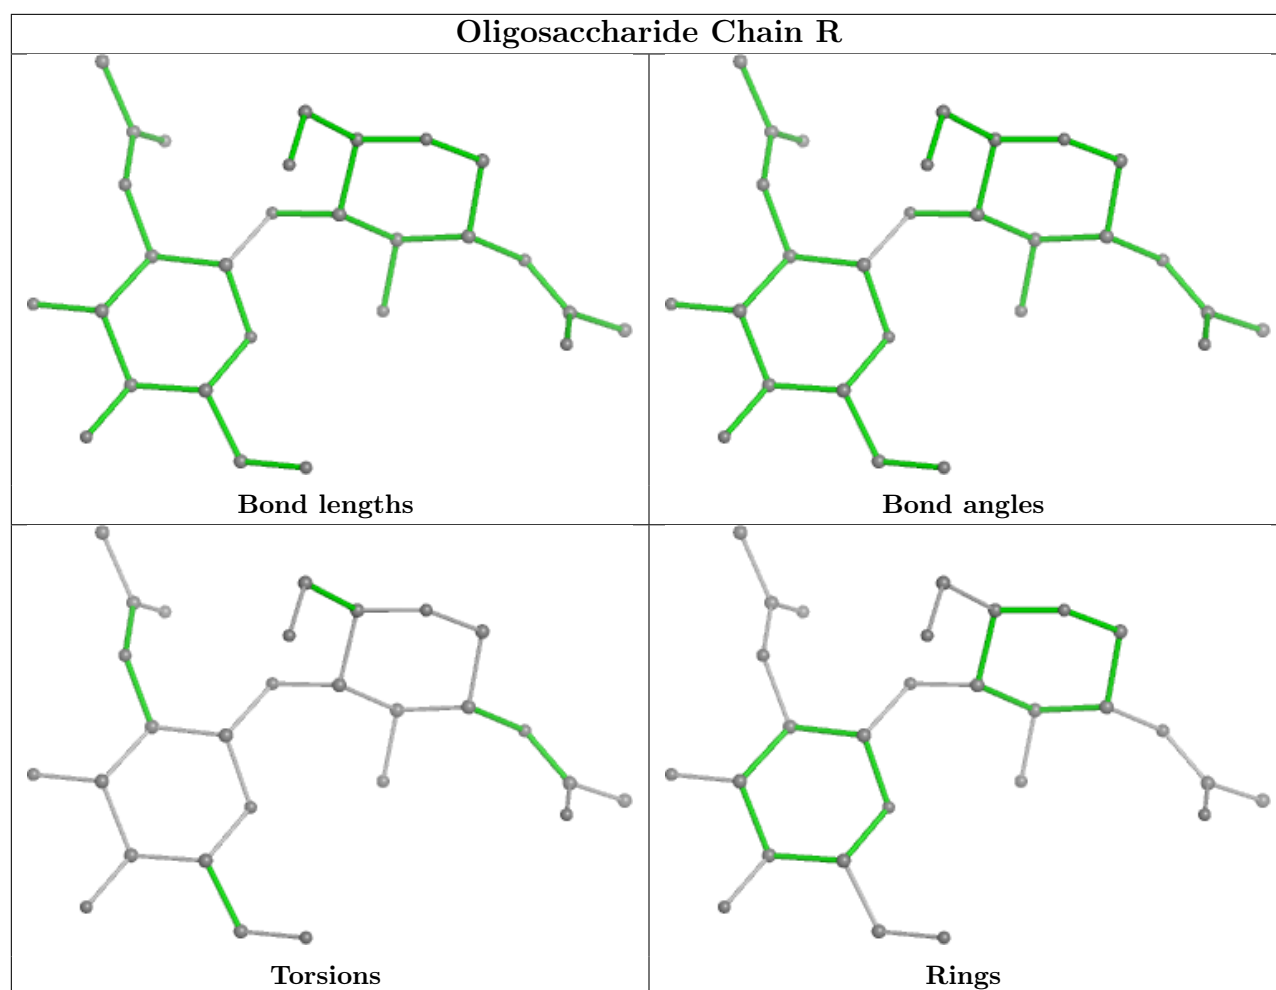 Oligosaccharide Chain R
Bond lengths
Bond angles
Torsions
Rings